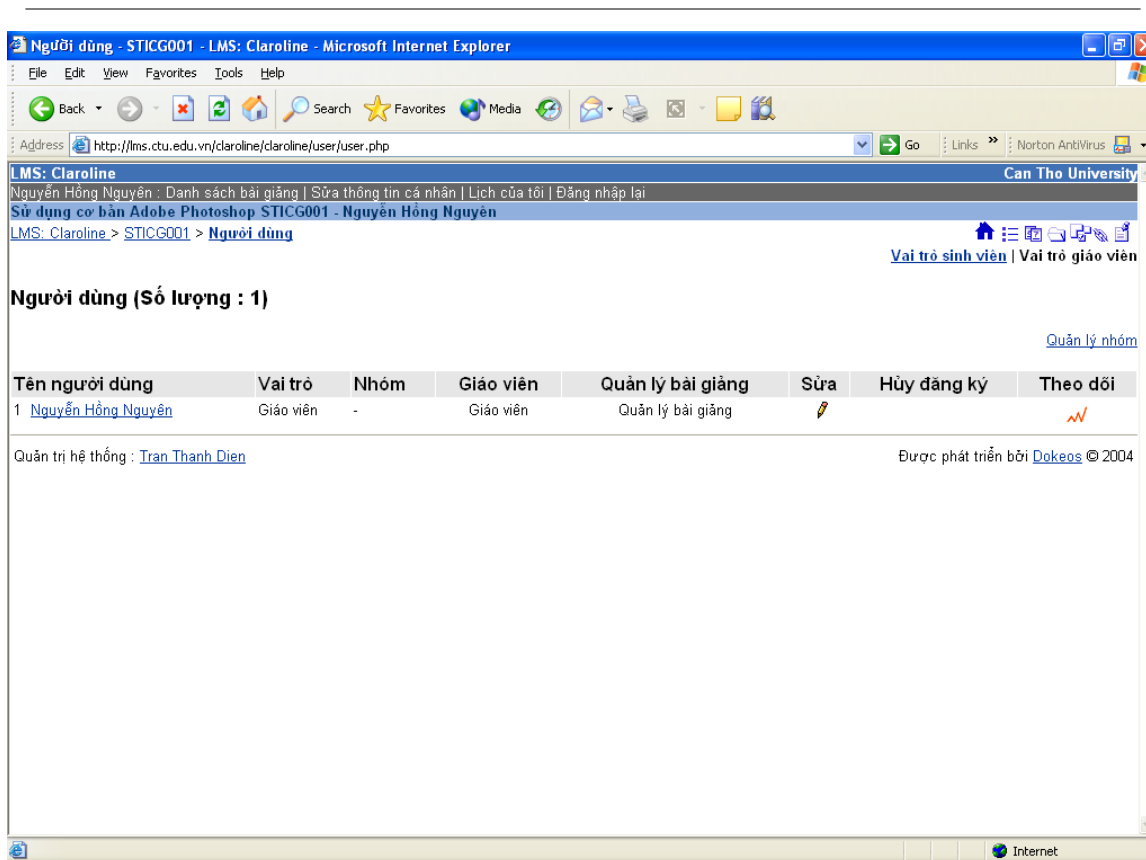 Người dùng - STICG001 - LMS: Claroline - Microsoft Internet Explorer
File Edit View Favorites Tools Help
Back Search Favorites Media
Address http://lms.ctu.edu.vn/claroline/claroline/user/user.php Go Links » Norton AntiVirus
LMS: Claroline Can Tho University
Nguyễn Hồng Nguyên : Danh sách bài giảng | Sửa thông tin cá nhân | Lịch của tôi | Đăng nhập lại
Sử dụng cơ bản Adobe Photoshop STICG001 - Nguyễn Hồng Nguyên
LMS: Claroline > STICG001 > Người dùng
Vai trò sinh viên | Vai trò giáo viên
Người dùng (Số lượng : 1)
Quản lý nhóm
Tên người dùng Vai trò Nhóm Giáo viên Quản lý bài giảng Sửa Hủy đăng ký Theo dõi
1 Nguyễn Hồng Nguyên Giáo viên - Giáo viên Quản lý bài giảng
Quản trị hệ thống : Tran Thanh Dien Được phát triển bởi Dokeos © 2004
Internet